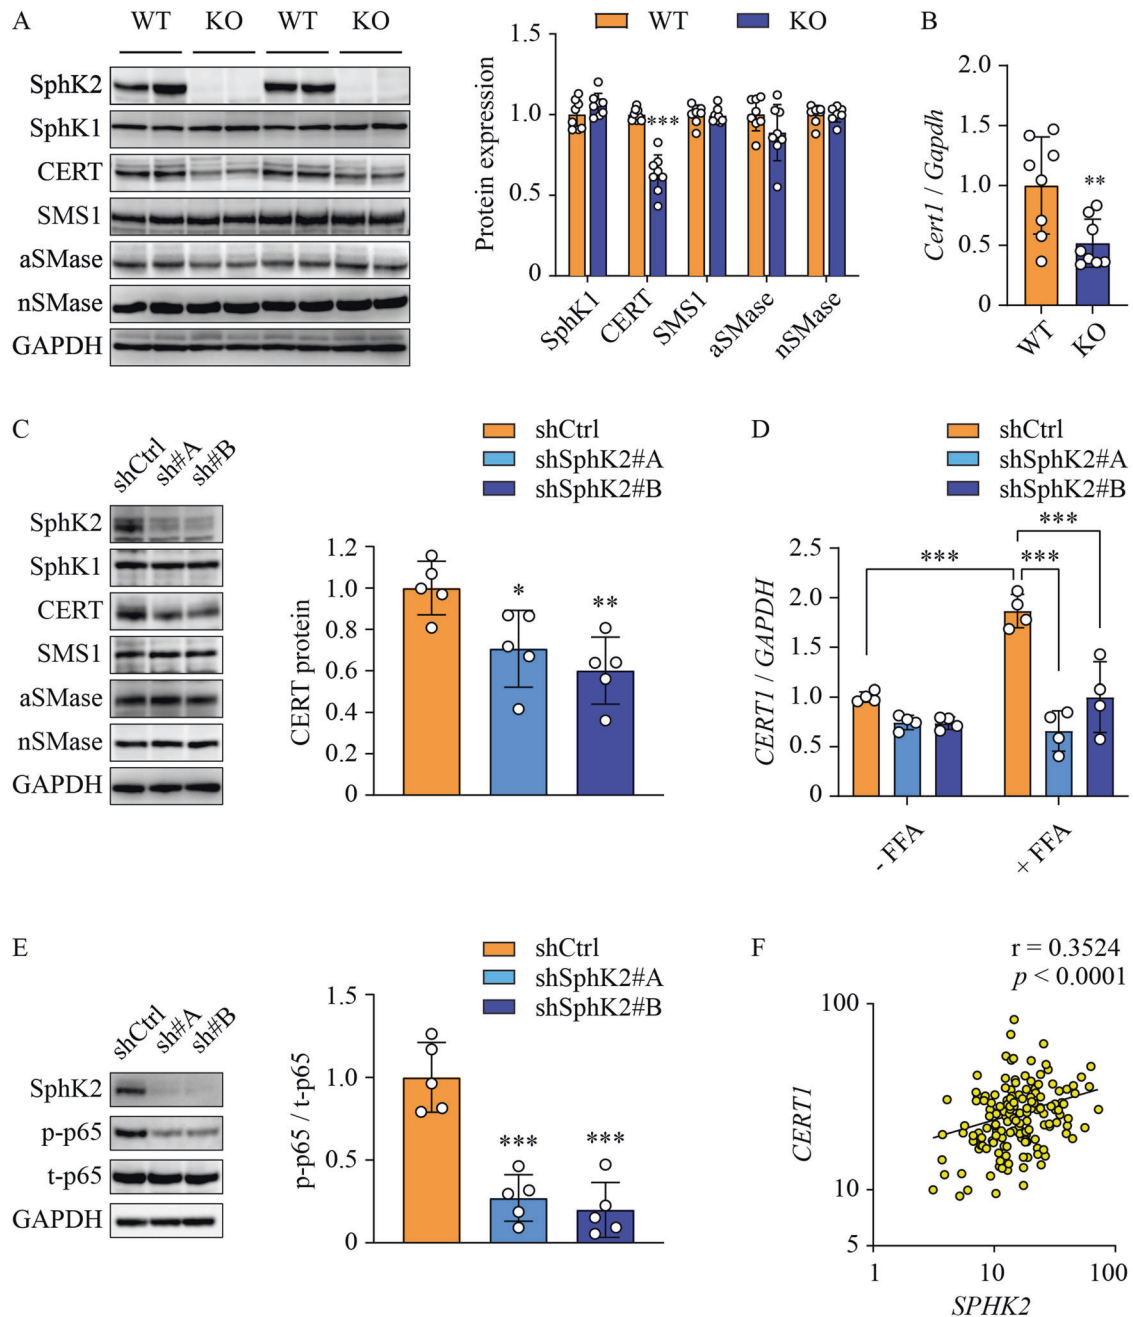 A
WT KO WT KO
SphK2
SphK1
CERT
SMS1
aSMase
nSMase
GAPDH
WT KO
Protein expression
1.5
1.0
0.5
0
***
SphK1 CERT SMS1 aSMase nSMase
B
Cert1 / Gapdh
2.0
1.5
1.0
0.5
0
**
WT KO
C
shCtrl sh#A sh#B
SphK2
SphK1
CERT
SMS1
aSMase
nSMase
GAPDH
shCtrl
shSphK2#A
shSphK2#B
CERT protein
1.2
1.0
0.8
0.6
0.4
0.2
0
* **
D
shCtrl
shSphK2#A
shSphK2#B
CERT1 / GAPDH
2.5
2.0
1.5
1.0
0.5
0
*** *** ***
- FFA + FFA
E
shCtrl sh#A sh#B
SphK2
p-p65
t-p65
GAPDH
shCtrl
shSphK2#A
shSphK2#B
p-p65 / t-p65
1.5
1.0
0.5
0
*** ***
F
r = 0.3524
p < 0.0001
CERT1
100
10
5
1 10 100
SPHK2